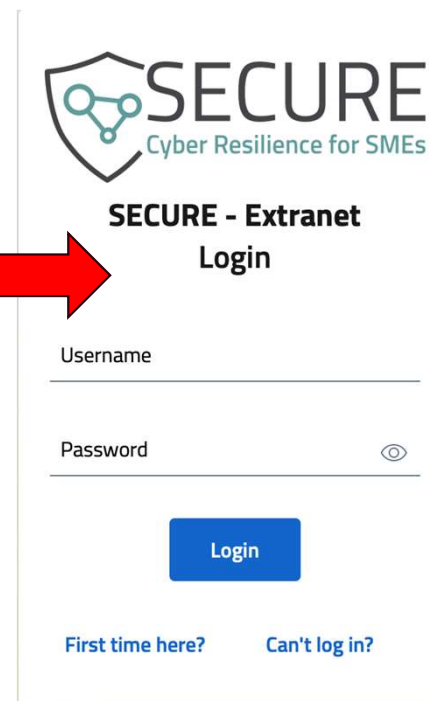 SECURE
Cyber Resilience for SMEs
SECURE - Extranet
Login
Username
Password
Login
First time here? Can't log in?